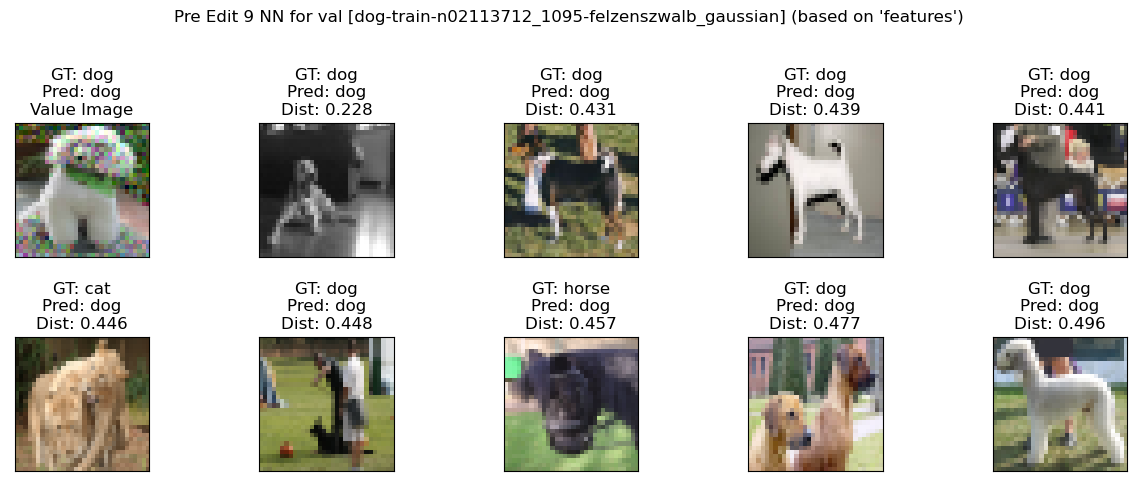 Pre Edit 9 NN for val [dog-train-n02113712_1095-felzenszwalb_gaussian] (based on 'features')
GT: dog
Pred: dog
Value Image
GT: dog
Pred: dog
Dist: 0.228
GT: dog
Pred: dog
Dist: 0.431
GT: dog
Pred: dog
Dist: 0.439
GT: dog
Pred: dog
Dist: 0.441
GT: cat
Pred: dog
Dist: 0.446
GT: dog
Pred: dog
Dist: 0.448
GT: horse
Pred: dog
Dist: 0.457
GT: dog
Pred: dog
Dist: 0.477
GT: dog
Pred: dog
Dist: 0.496